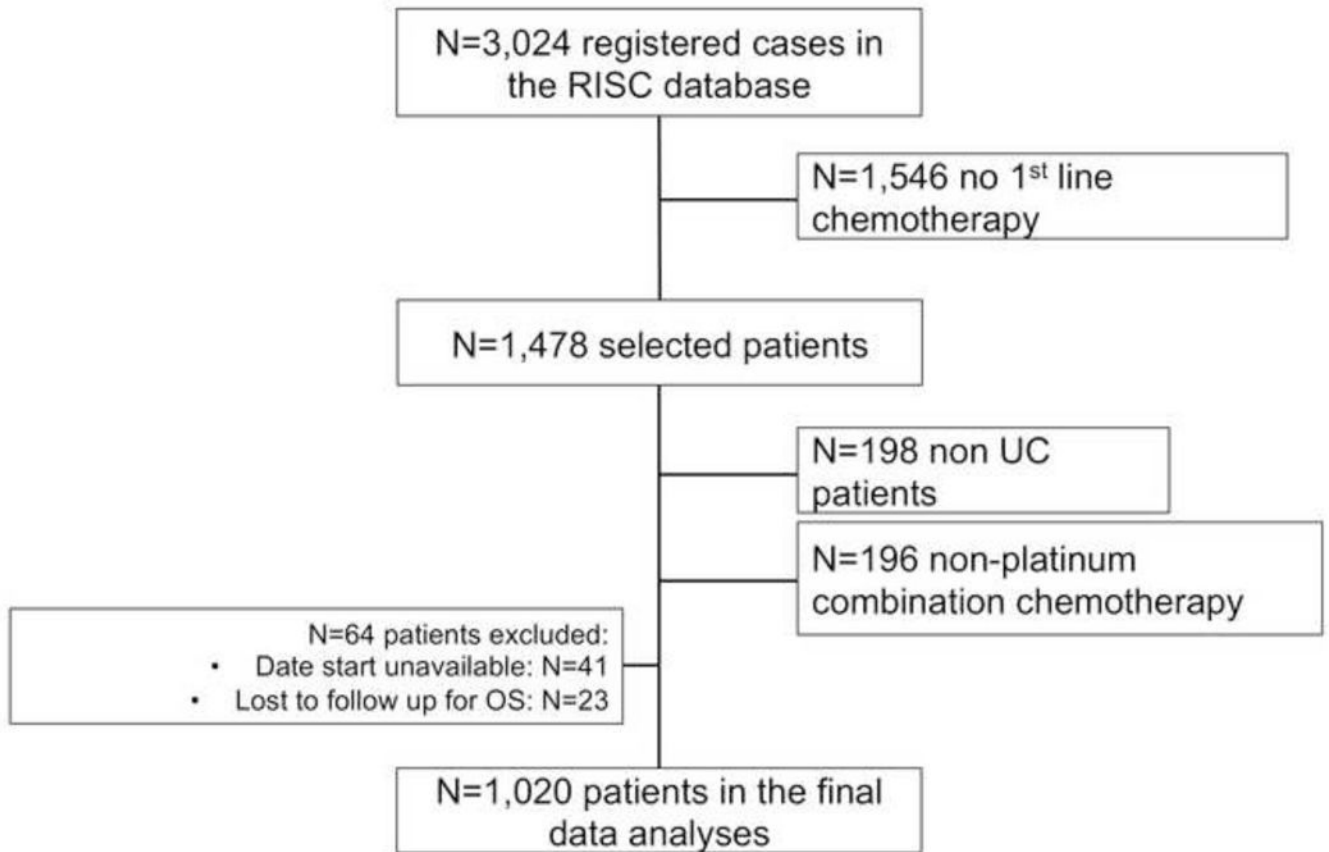 N=3,024 registered cases in
the RISC database
N=1,546 no 1st line
chemotherapy
N=1,478 selected patients
N=198 non UC
patients
N=196 non-platinum
combination chemotherapy
N=64 patients excluded:
• Date start unavailable: N=41
• Lost to follow up for OS: N=23
N=1,020 patients in the final
data analyses